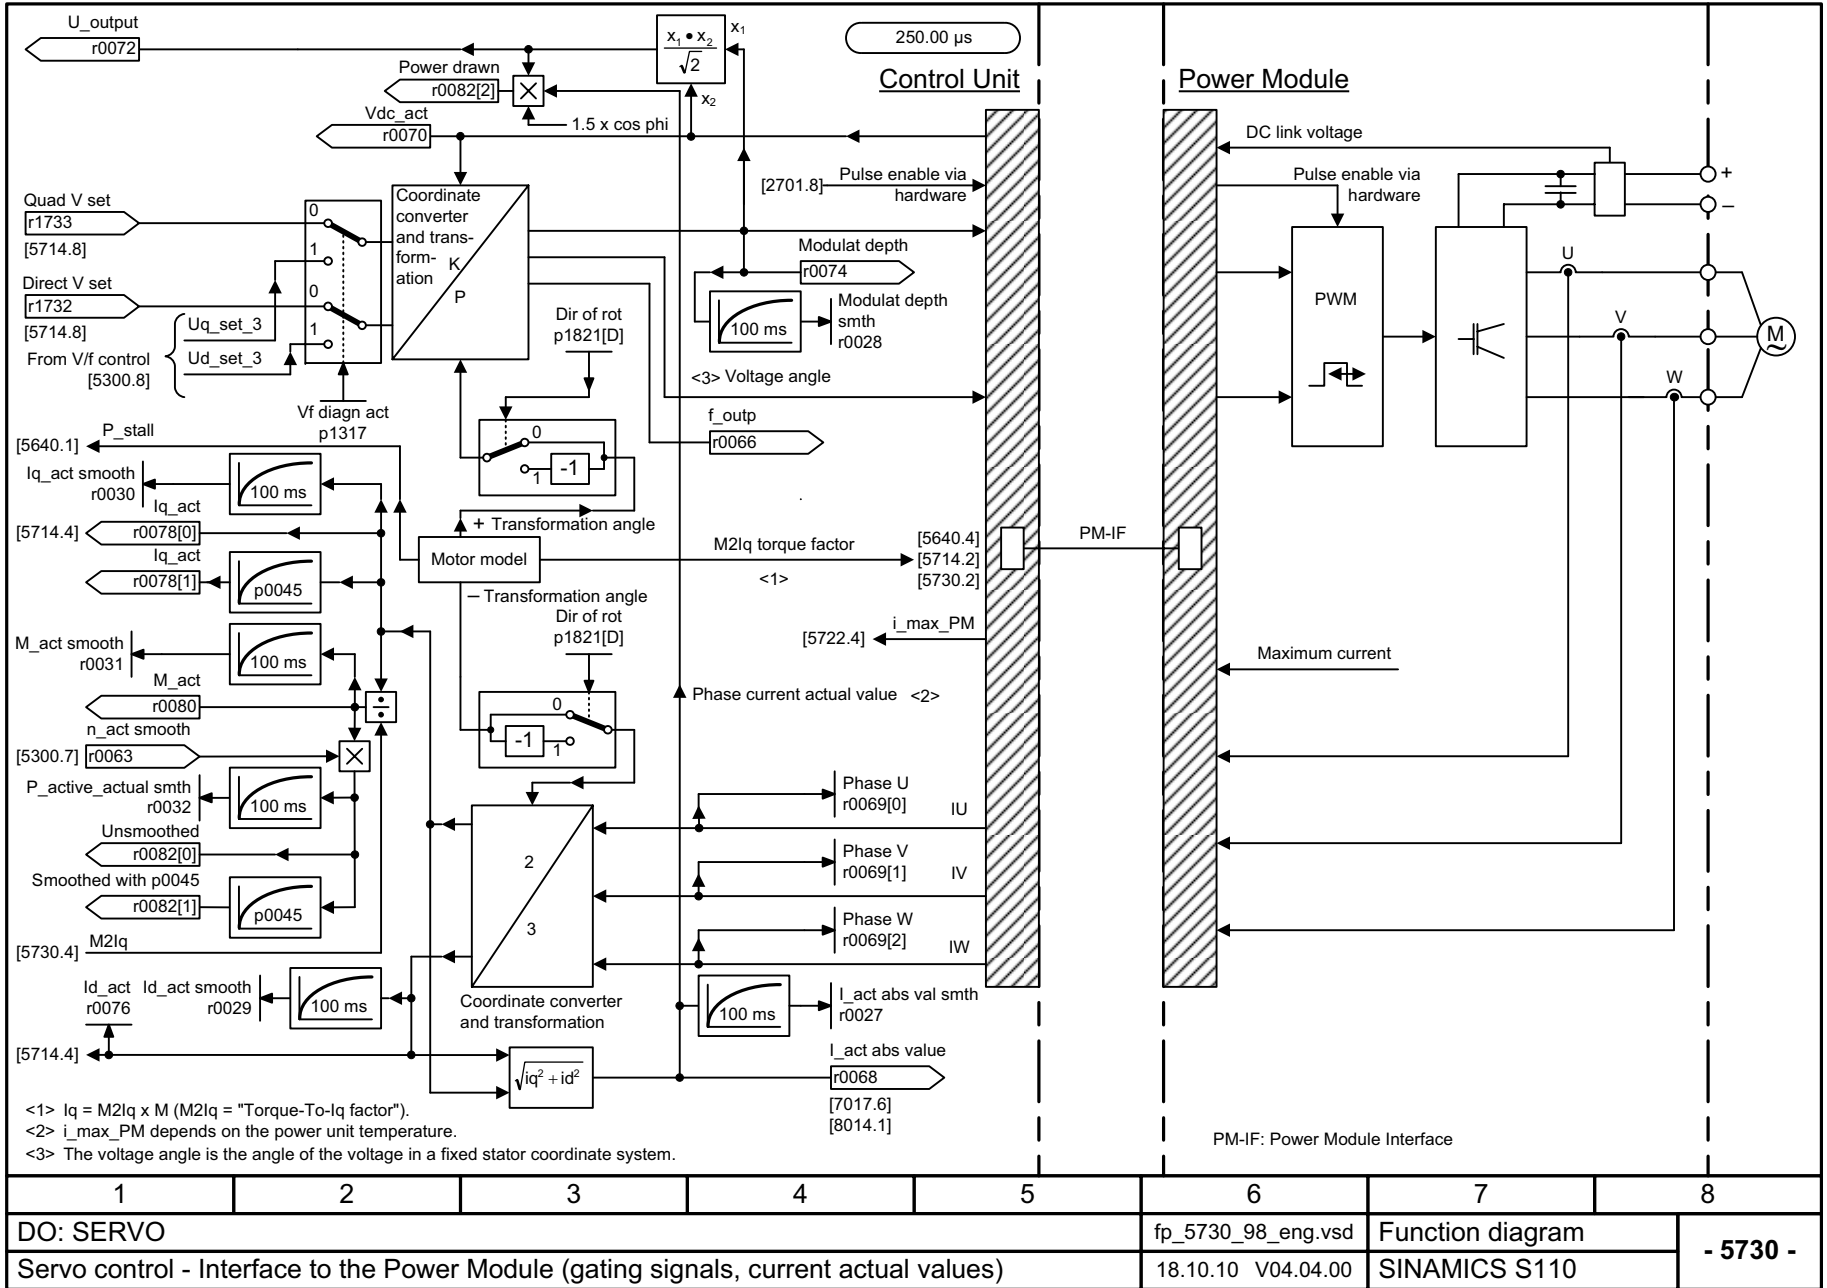 U_output
r0072
Power drawn
r0082[2]
x1 • x2
√2
x1
x2
250.00 µs
Control Unit
Power Module
Vdc_act
r0070
1.5 x cos phi
DC link voltage
[2701.8]
Pulse enable via
hardware
Pulse enable via
hardware
+
–
Quad V set
r1733
[5714.8]
0
1
Direct V set
r1732
[5714.8]
0
1
Uq_set_3
Ud_set_3
From V/f control
[5300.8]
Vf diagn act
p1317
Coordinate
converter
and trans-
form-
ation
K
P
Modulat depth
r0074
100 ms
Modulat depth
smth
r0028
Dir of rot
p1821[D]
<3> Voltage angle
f_outp
r0066
0
1
-1
PWM
U
V
W
M
~
[5640.1]
P_stall
Iq_act smooth
r0030
100 ms
Iq_act
[5714.4]
r0078[0]
Iq_act
r0078[1]
p0045
+ Transformation angle
Motor model
M2Iq torque factor
<1>
[5640.4]
[5714.2]
[5730.2]
PM-IF
– Transformation angle
Dir of rot
p1821[D]
[5722.4]
i_max_PM
Maximum current
M_act smooth
r0031
100 ms
M_act
r0080
÷
n_act smooth
[5300.7]
r0063
0
1
-1
Phase current actual value <2>
P_active_actual smth
r0032
100 ms
Unsmoothed
r0082[0]
Smoothed with p0045
r0082[1]
p0045
[5730.4]
M2Iq
2
3
Coordinate converter
and transformation
Phase U
r0069[0]
IU
Phase V
r0069[1]
IV
Phase W
r0069[2]
IW
Id_act
r0076
Id_act smooth
r0029
100 ms
100 ms
I_act abs val smth
r0027
[5714.4]
√iq² + id²
I_act abs value
r0068
[7017.6]
[8014.1]
<1> Iq = M2Iq x M (M2Iq = "Torque-To-Iq factor").
<2> i_max_PM depends on the power unit temperature.
<3> The voltage angle is the angle of the voltage in a fixed stator coordinate system.
PM-IF: Power Module Interface
1 2 3 4 5 6 7 8
DO: SERVO
fp_5730_98_eng.vsd
Function diagram
- 5730 -
Servo control - Interface to the Power Module (gating signals, current actual values)
18.10.10 V04.04.00
SINAMICS S110